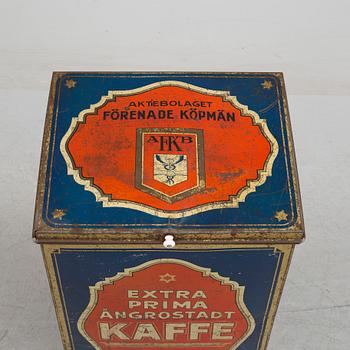 AKTIEBOLAGET
FÖRENADE KÖPMÄN
AFKB
EXTRA
PRIMA
ÅNGROSTADT
KAFFE